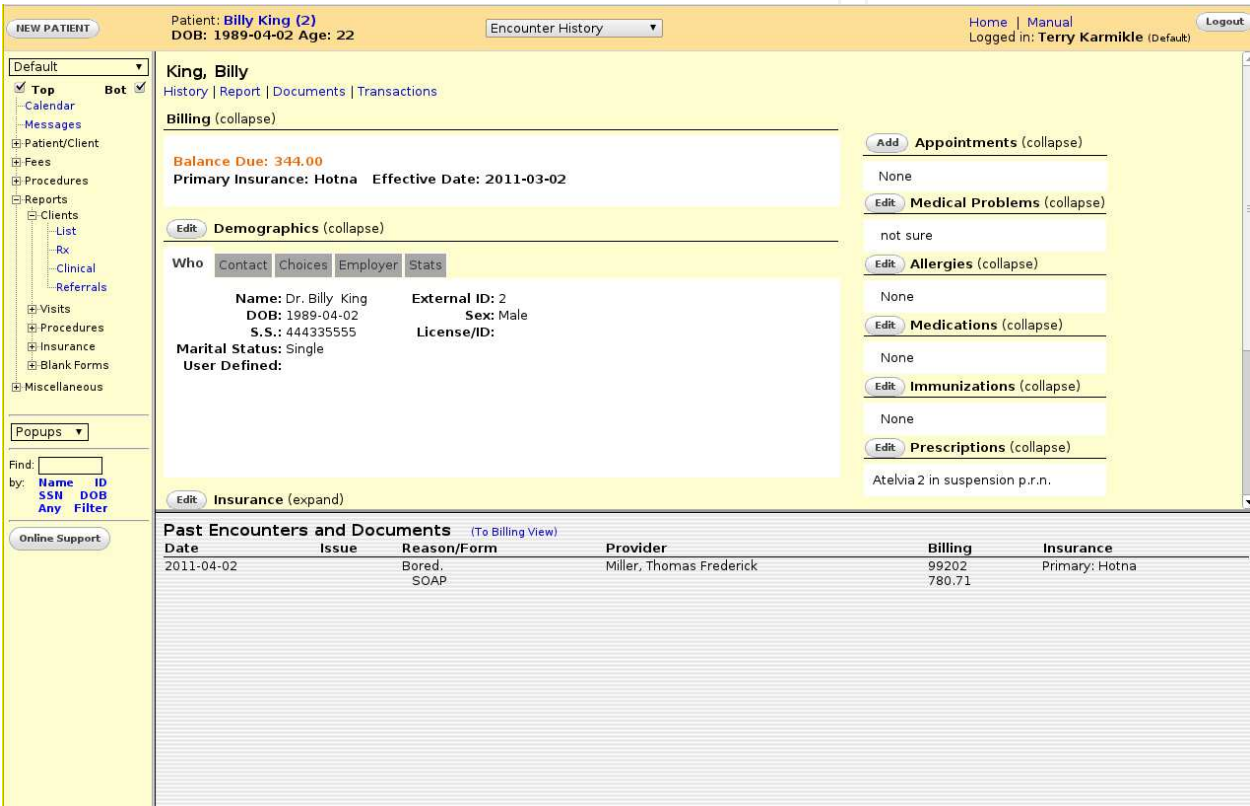 NEW PATIENT
Patient: Billy King (2)
DOB: 1989-04-02 Age: 22
Encounter History
Home | Manual
Logged in: Terry Karmikle (Default)
Logout
Default
Top Bot
Calendar
Messages
Patient/Client
Fees
Procedures
Reports
Clients
List
Rx
Clinical
Referrals
Visits
Procedures
Insurance
Blank Forms
Miscellaneous
Popups
Find:
by: Name ID
SSN DOB
Any Filter
Online Support
King, Billy
History | Report | Documents | Transactions
Billing (collapse)
Balance Due: 344.00
Primary Insurance: Hotna Effective Date: 2011-03-02
Edit Demographics (collapse)
Who Contact Choices Employer Stats
Name: Dr. Billy King External ID: 2
DOB: 1989-04-02 Sex: Male
S.S.: 444335555 License/ID:
Marital Status: Single
User Defined:
Edit Insurance (expand)
Add Appointments (collapse)
None
Edit Medical Problems (collapse)
not sure
Edit Allergies (collapse)
None
Edit Medications (collapse)
None
Edit Immunizations (collapse)
None
Edit Prescriptions (collapse)
Atelvia 2 in suspension p.r.n.
Past Encounters and Documents (To Billing View)
Date Issue Reason/Form Provider Billing Insurance
2011-04-02 Bored. Miller, Thomas Frederick 99202 Primary: Hotna
SOAP 780.71